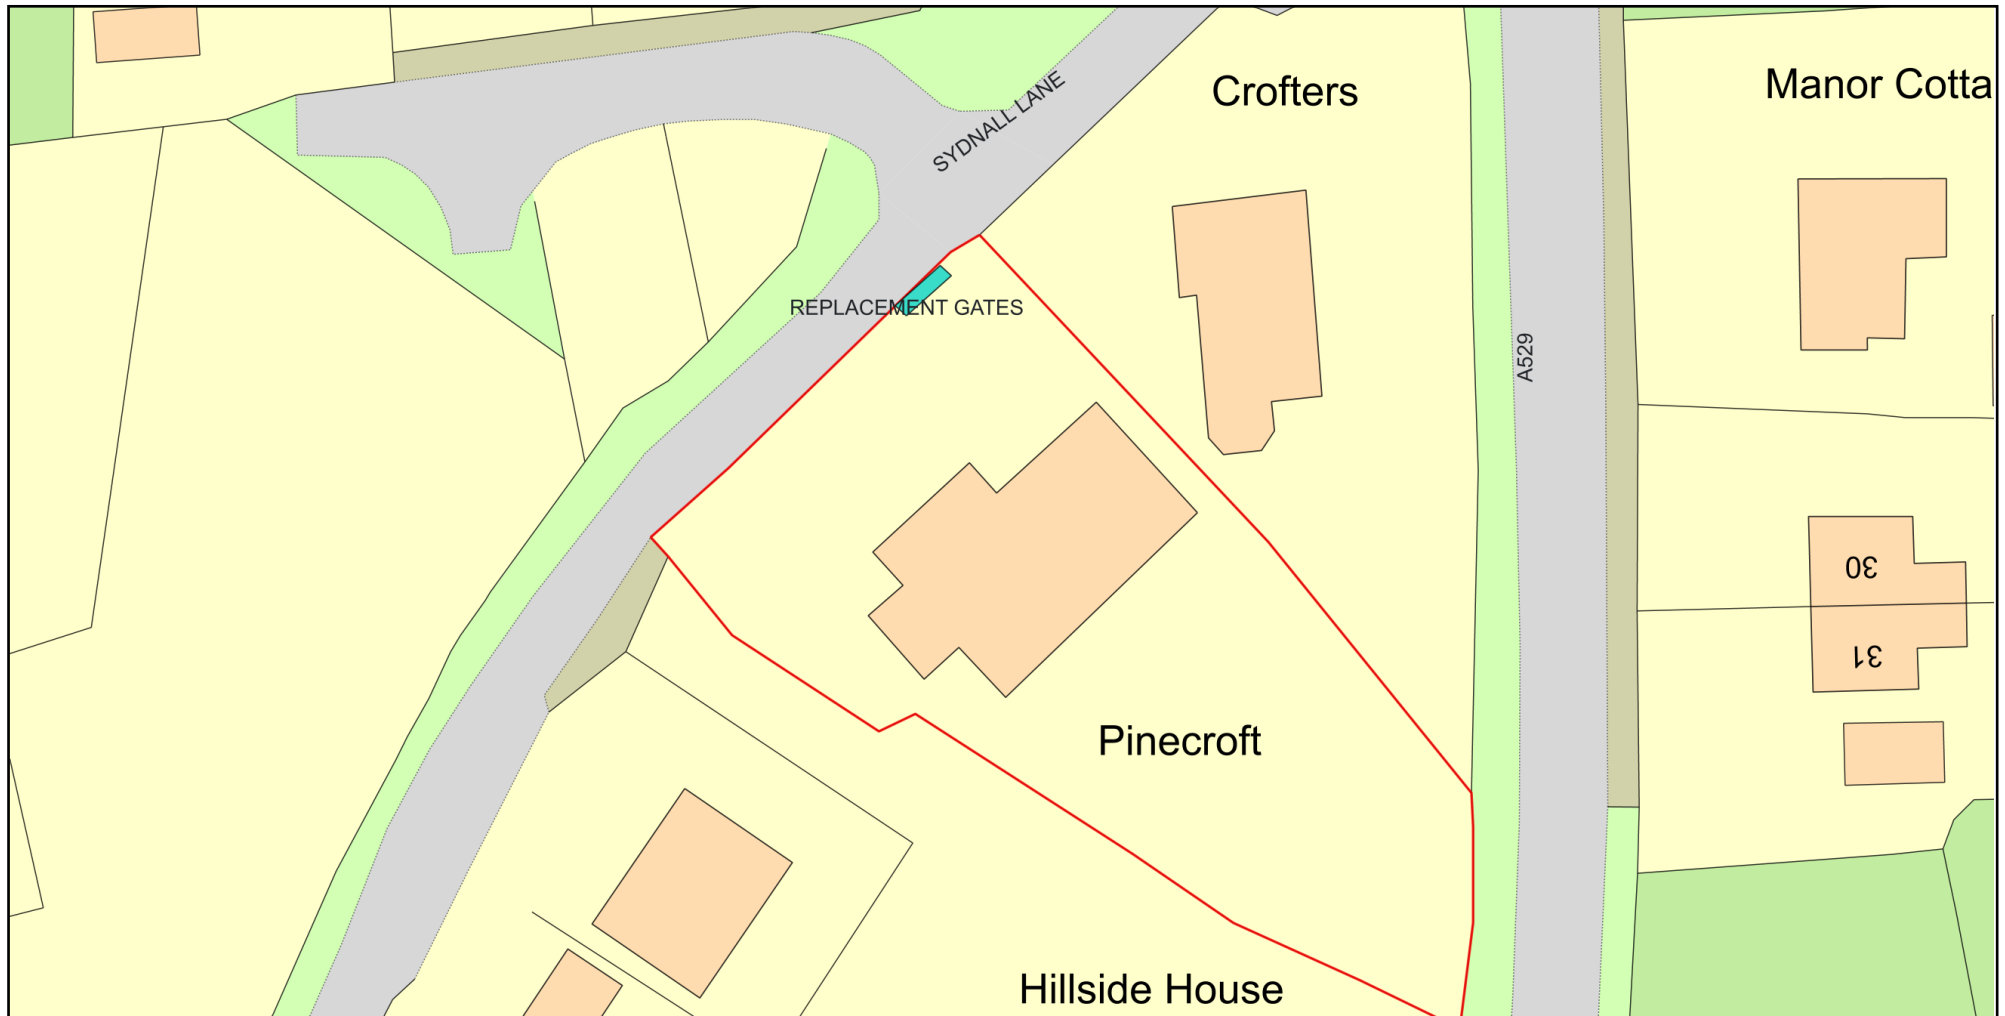 Crofters
Manor Cotta
SYDNALL LANE
REPLACEMENT GATES
A529
30
31
Pinecroft
Hillside House